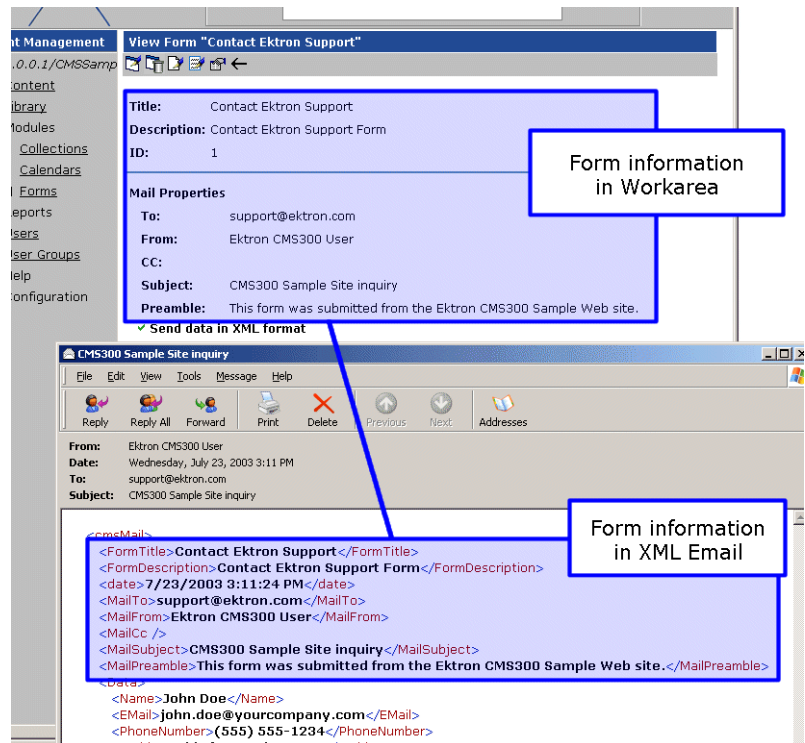 nt Management
View Form "Contact Ektron Support"
.0.0.1/CMSSamp
ontent
ibrary
Modules
Collections
Calendars
Forms
eports
sers
ser Groups
elp
onfiguration
Title: Contact Ektron Support
Description: Contact Ektron Support Form
ID: 1
Form information
in Workarea
Mail Properties
To: support@ektron.com
From: Ektron CMS300 User
CC:
Subject: CMS300 Sample Site inquiry
Preamble: This form was submitted from the Ektron CMS300 Sample Web site.
Send data in XML format
CMS300 Sample Site inquiry
File Edit View Tools Message Help
Reply Reply All Forward Print Delete Previous Next Addresses
From: Ektron CMS300 User
Date: Wednesday, July 23, 2003 3:11 PM
To: support@ektron.com
Subject: CMS300 Sample Site inquiry
Form information
in XML Email
<cmsMail>
<FormTitle>Contact Ektron Support</FormTitle>
<FormDescription>Contact Ektron Support Form</FormDescription>
<date>7/23/2003 3:11:24 PM</date>
<MailTo>support@ektron.com</MailTo>
<MailFrom>Ektron CMS300 User</MailFrom>
<MailCc />
<MailSubject>CMS300 Sample Site inquiry</MailSubject>
<MailPreamble>This form was submitted from the Ektron CMS300 Sample Web site.</MailPreamble>
<Data>
<Name>John Doe</Name>
<EMail>john.doe@yourcompany.com</EMail>
<PhoneNumber>(555) 555-1234</PhoneNumber>